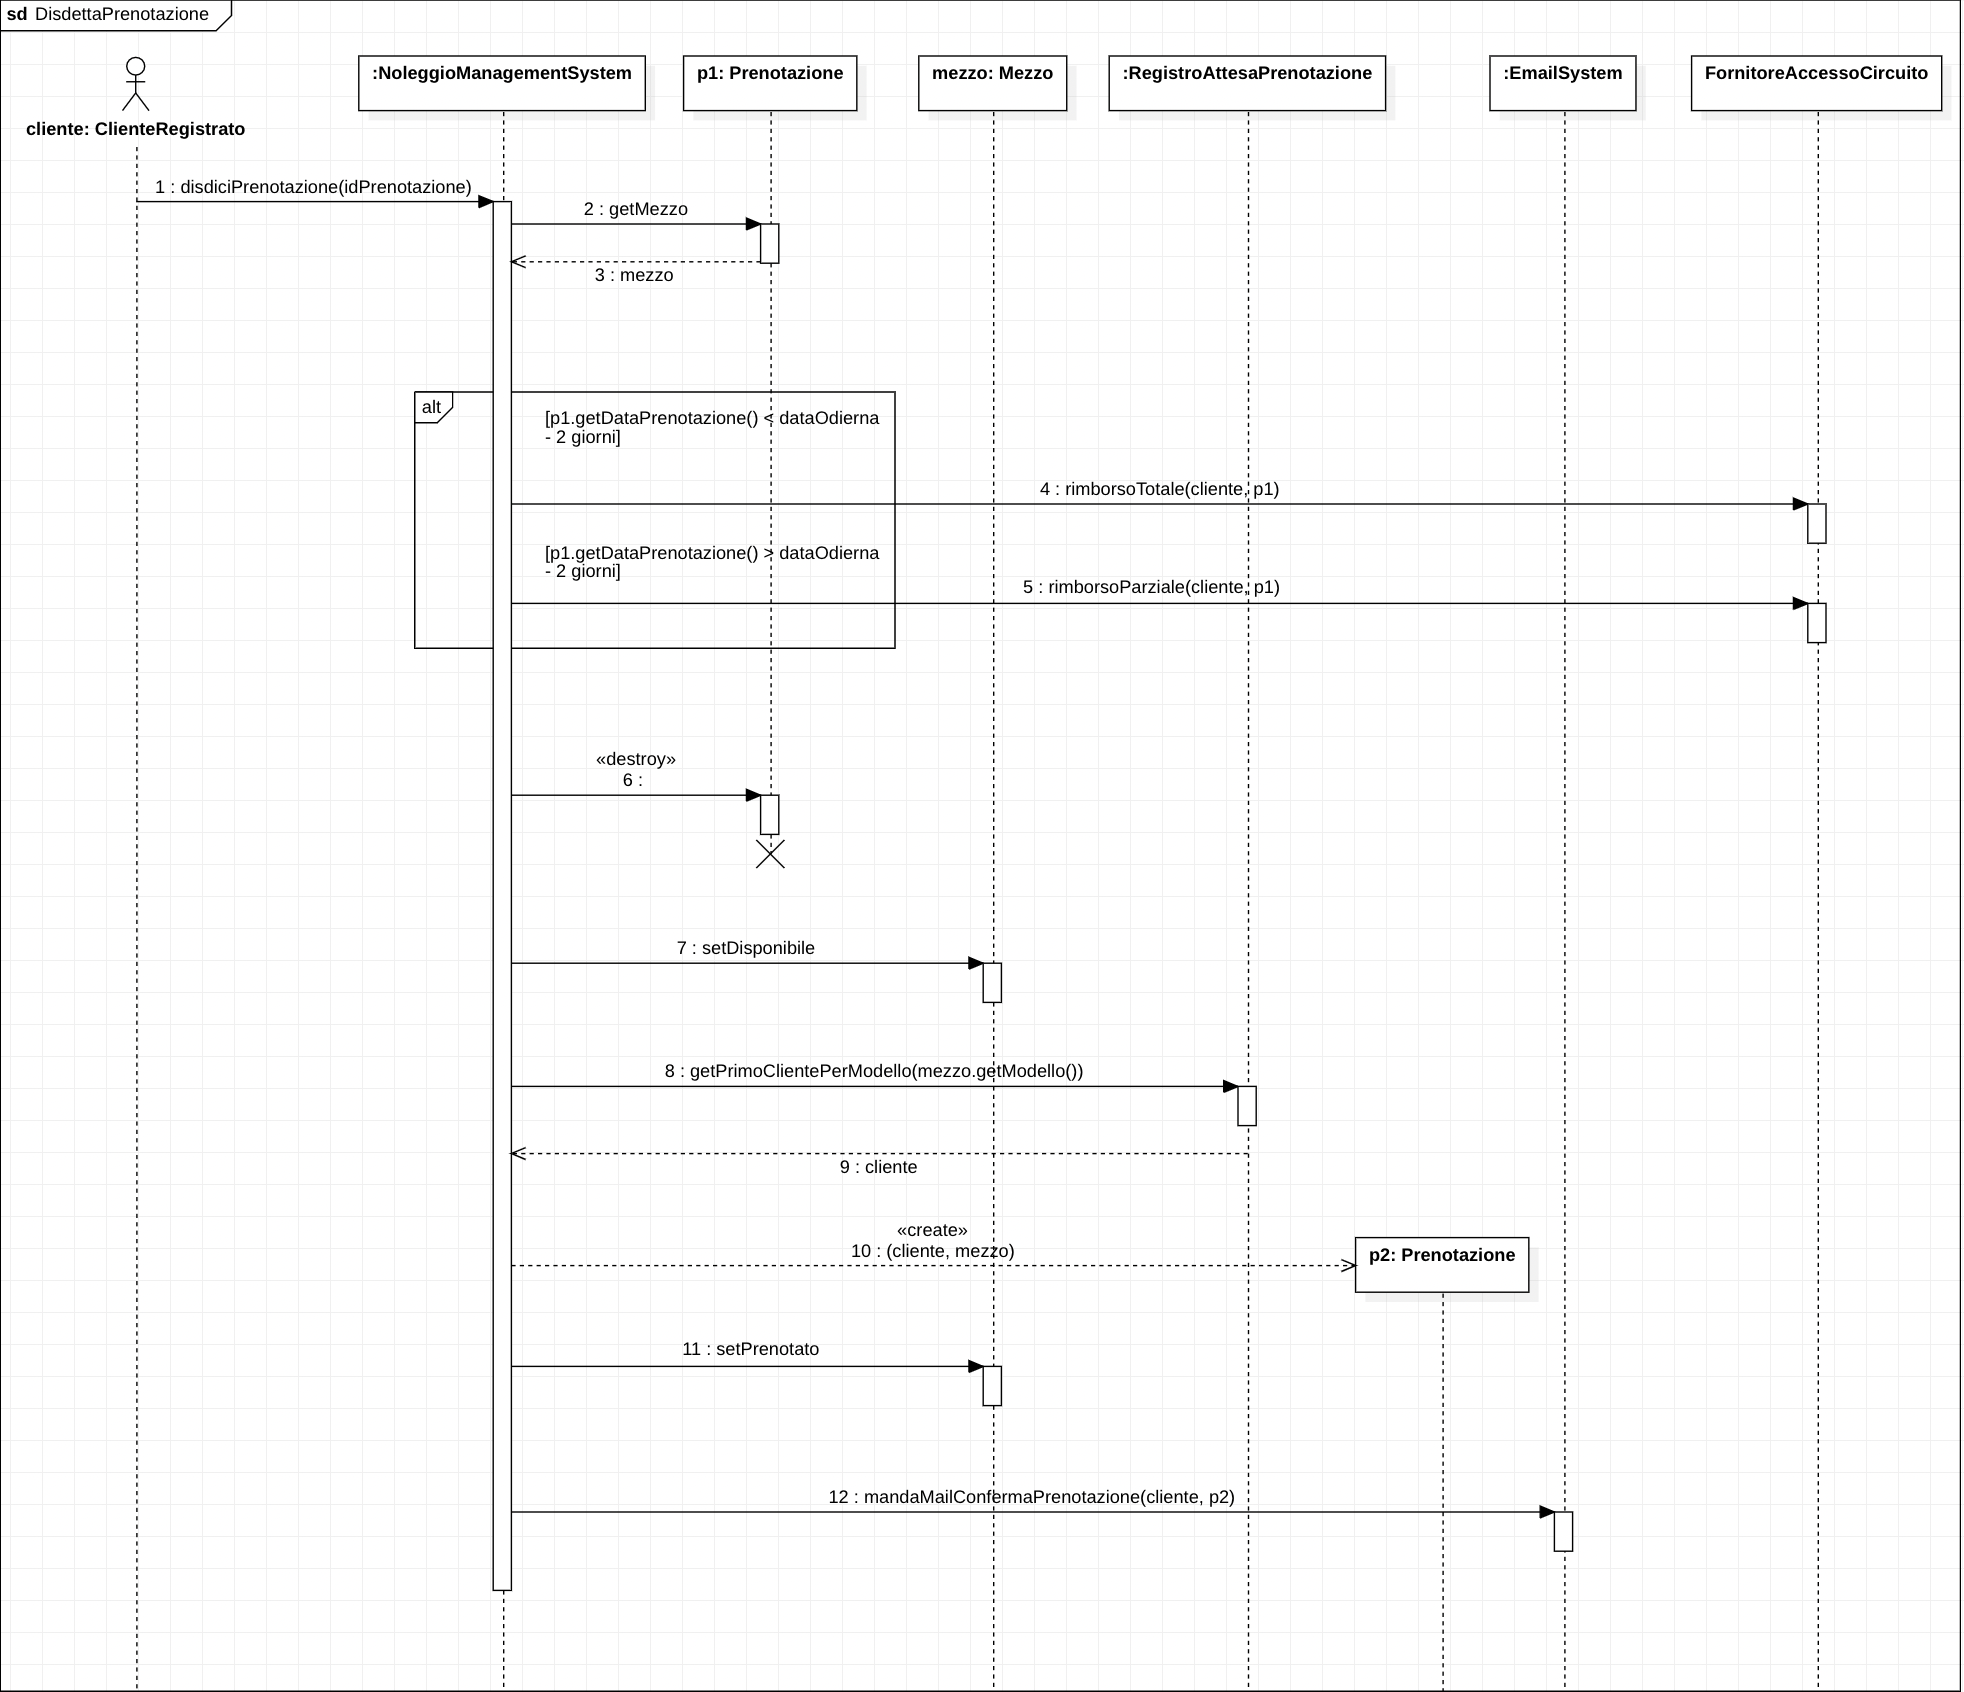 sd DisdettaPrenotazione
cliente: ClienteRegistrato
:NoleggioManagementSystem
p1: Prenotazione
mezzo: Mezzo
:RegistroAttesaPrenotazione
:EmailSystem
FornitoreAccessoCircuito
1 : disdiciPrenotazione(idPrenotazione)
2 : getMezzo
3 : mezzo
alt
[p1.getDataPrenotazione() < dataOdierna
- 2 giorni]
4 : rimborsoTotale(cliente, p1)
[p1.getDataPrenotazione() > dataOdierna
- 2 giorni]
5 : rimborsoParziale(cliente, p1)
«destroy»
6 :
7 : setDisponibile
8 : getPrimoClientePerModello(mezzo.getModello())
9 : cliente
«create»
10 : (cliente, mezzo)
p2: Prenotazione
11 : setPrenotato
12 : mandaMailConfermaPrenotazione(cliente, p2)